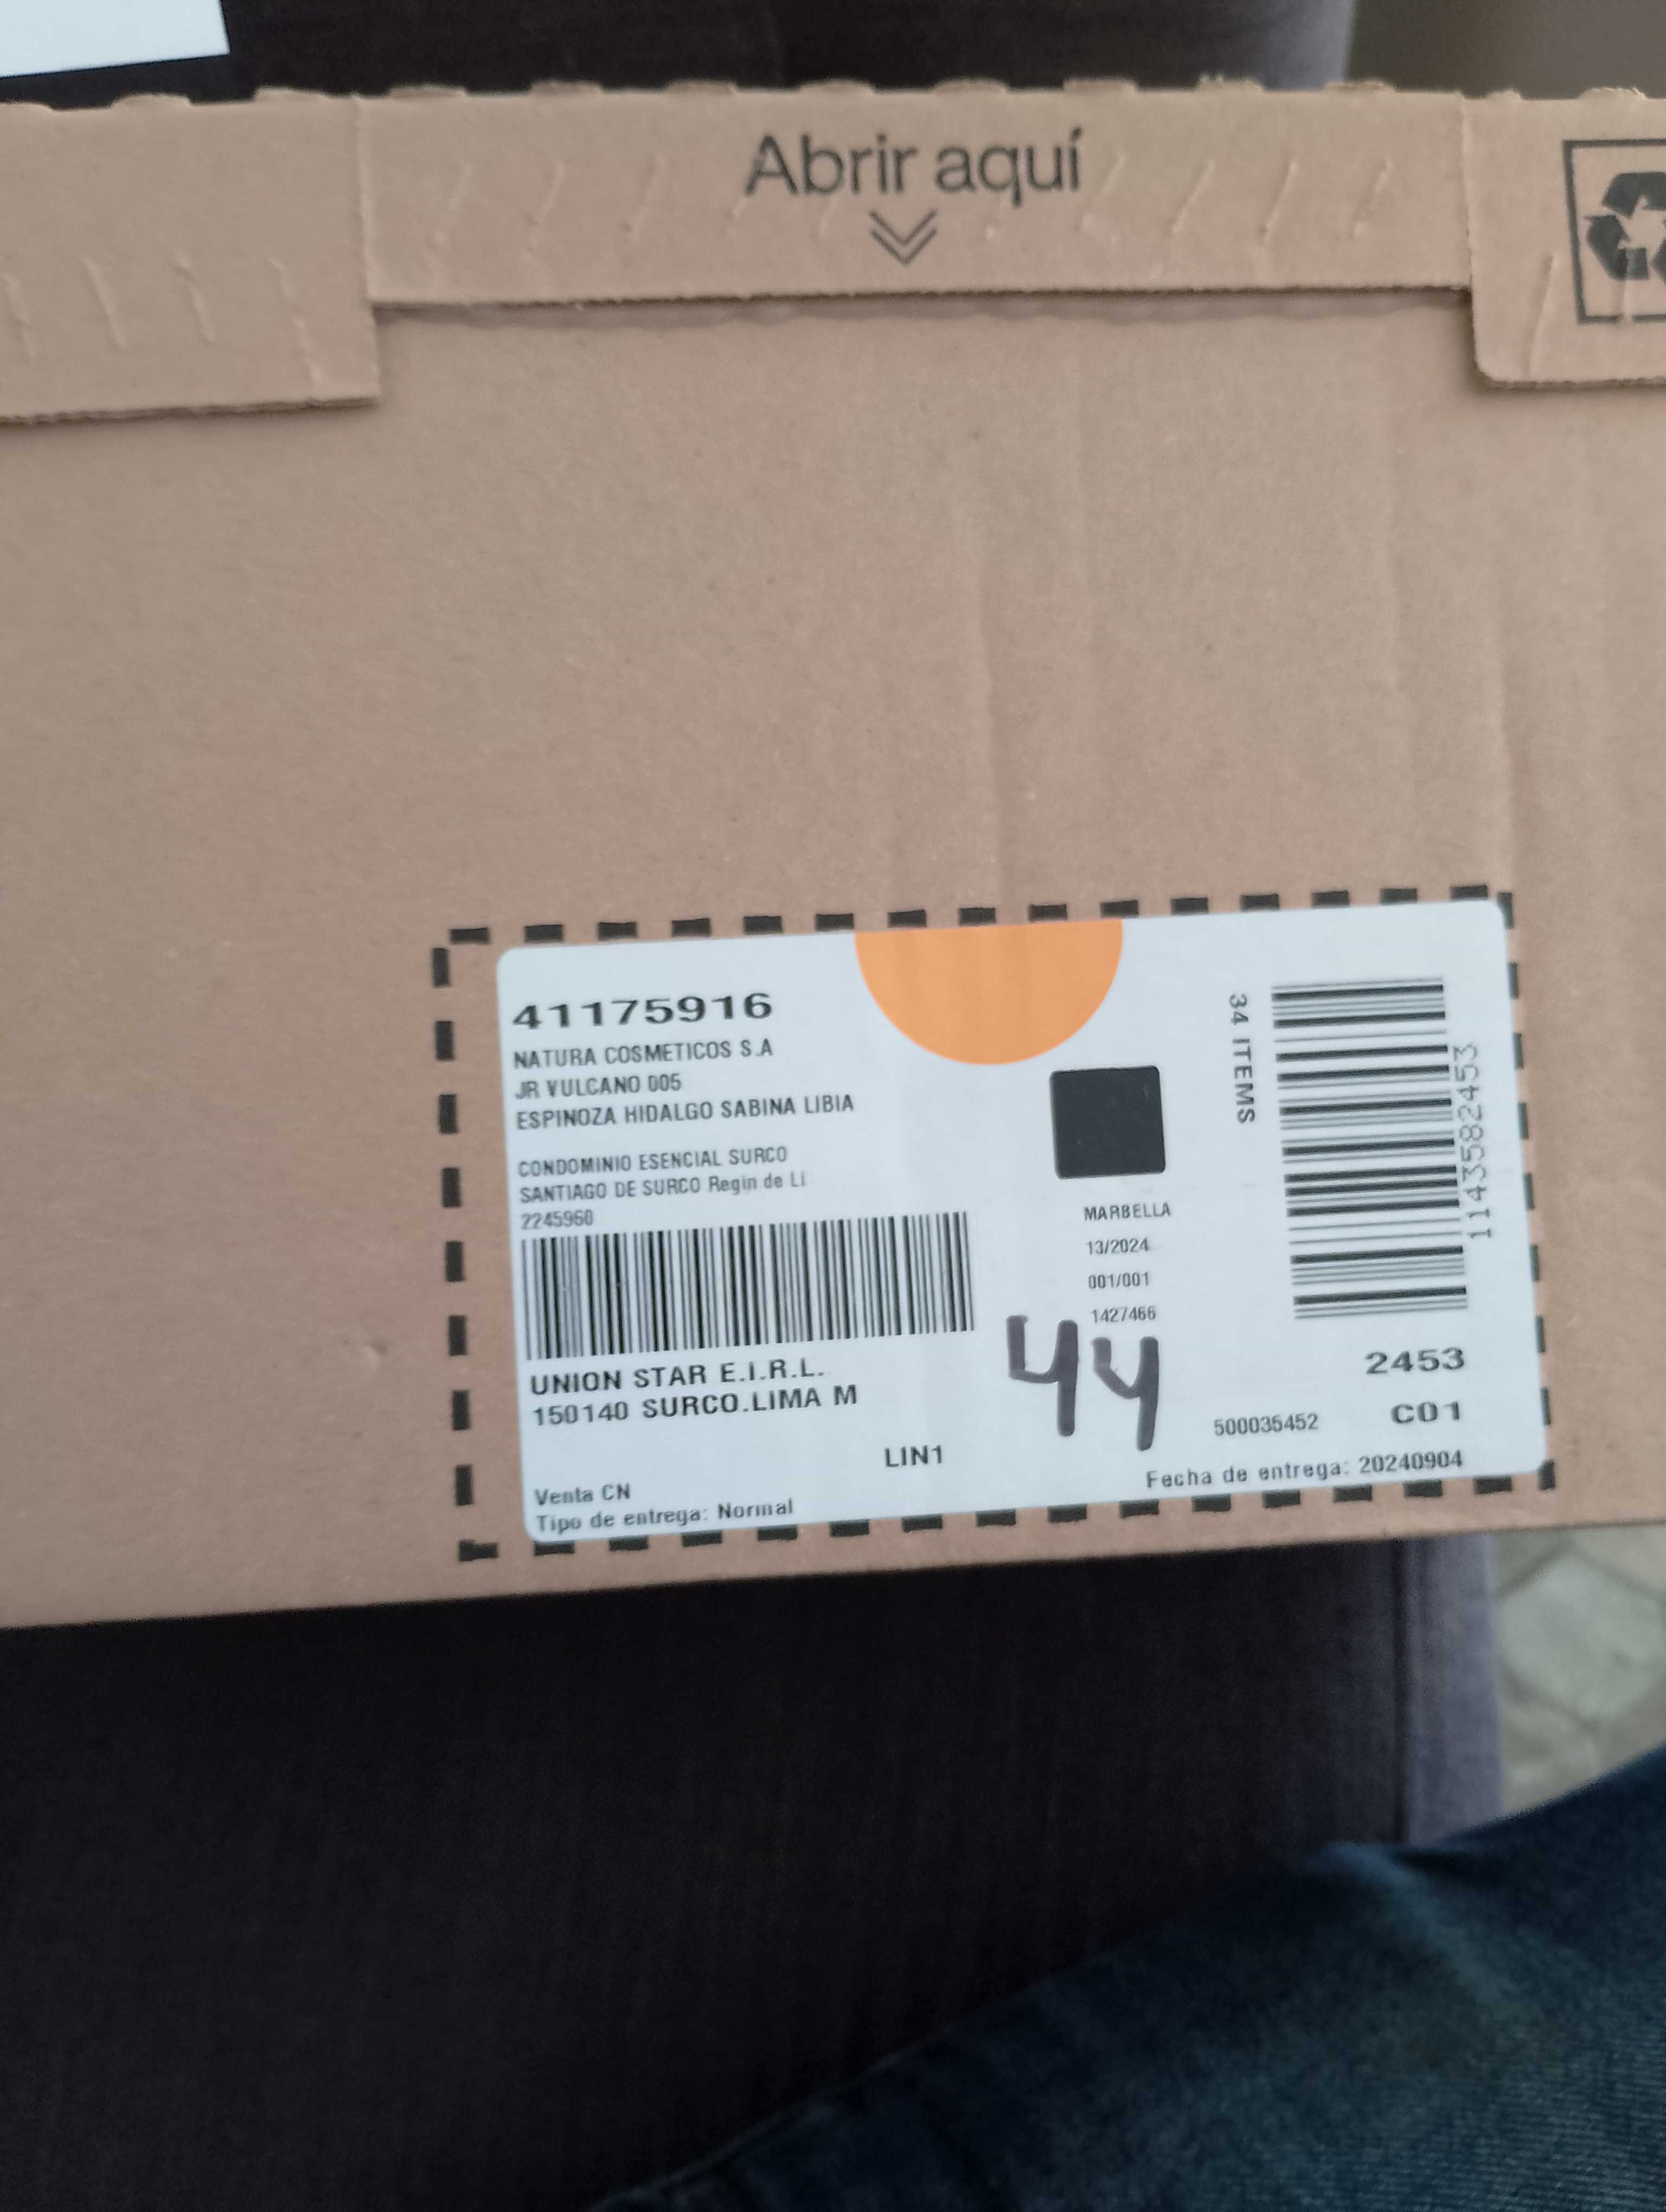 Abrir aquí
41175916
NATURA COSMETICOS S.A
JR VULCANO 005
ESPINOZA HIDALGO SABINA LIBIA
CONDOMINIO ESENCIAL SURCO
SANTIAGO DE SURCO Regin de Li
2245960
UNION STAR E.I.R.L.
150140 SURCO.LIMA M
LIN1
Venta CN
Tipo de entrega: Normal
MARBELLA
13/2024
001/001
1427466
44
34 ITEMS
114358‌2453
2453
500035452 C01
Fecha de entrega: 20240904